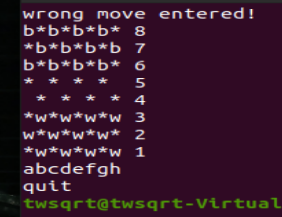 wrong move entered!
b*b*b*b* 8
*b*b*b*b 7
b*b*b*b* 6
* * * *  5
 * * * * 4
*w*w*w*w 3
w*w*w*w* 2
*w*w*w*w 1
abcdefgh
quit
twsqrt@twsqrt-Virtual